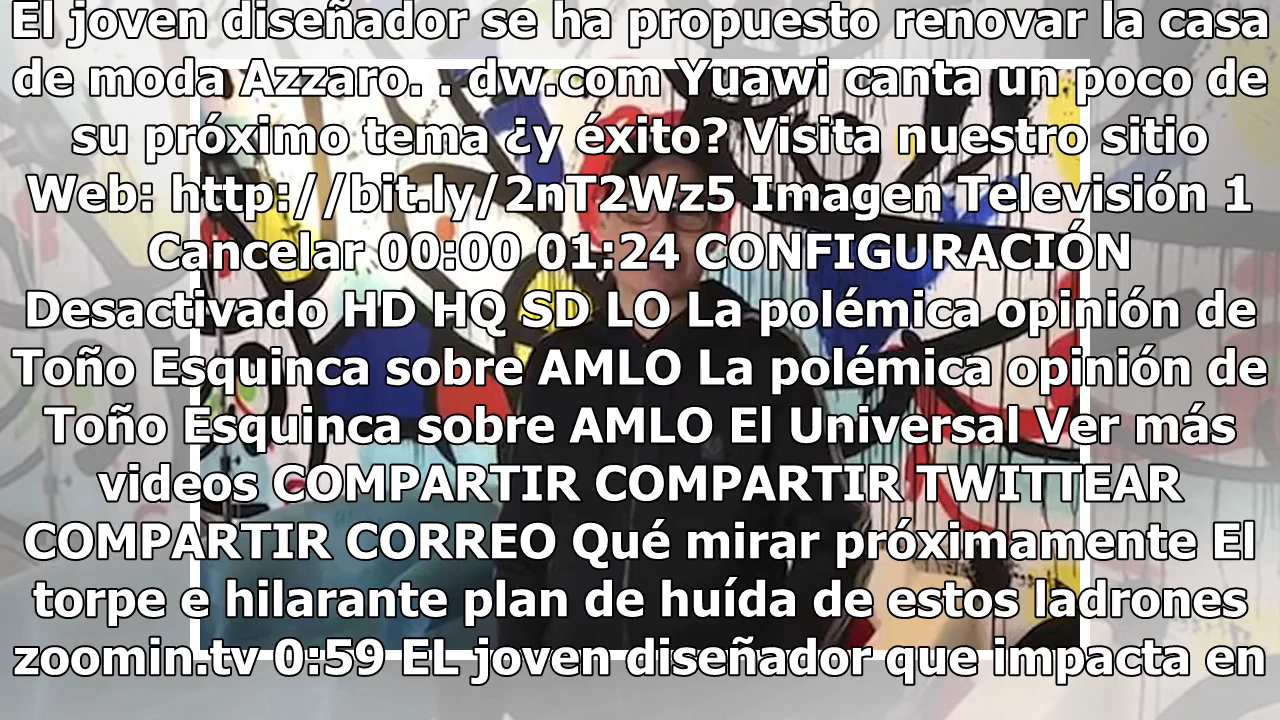 El joven diseñador se ha propuesto renovar la casa
de moda Azzaro. . dw.com Yuawi canta un poco de
su próximo tema ¿y éxito? Visita nuestro sitio
Web: http://bit.ly/2nT2Wz5 Imagen Televisión 1
Cancelar 00:00 01:24 CONFIGURACIÓN
Desactivado HD HQ SD LO La polémica opinión de
Toño Esquinca sobre AMLO La polémica opinión de
Toño Esquinca sobre AMLO El Universal Ver más
videos COMPARTIR COMPARTIR TWITTEAR
COMPARTIR CORREO Qué mirar próximamente El
torpe e hilarante plan de huída de estos ladrones
zoomin.tv 0:59 EL joven diseñador que impacta en